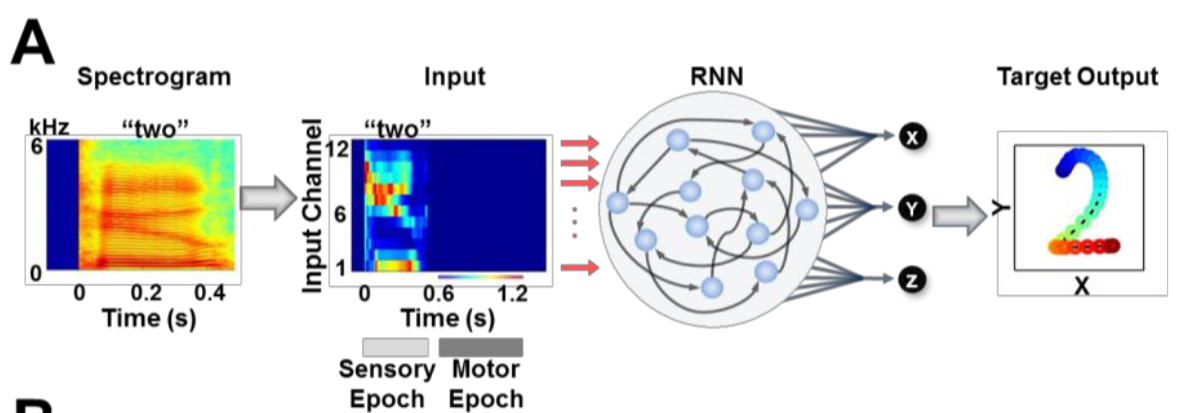 A
Spectrogram
Input
RNN
Target Output
kHz
"two"
6
0
0
0.2
0.4
Time (s)
"two"
Input Channel
12
6
1
0
0.6
1.2
Time (s)
Sensory
Epoch
Motor
Epoch
X
Y
Z
Y
X